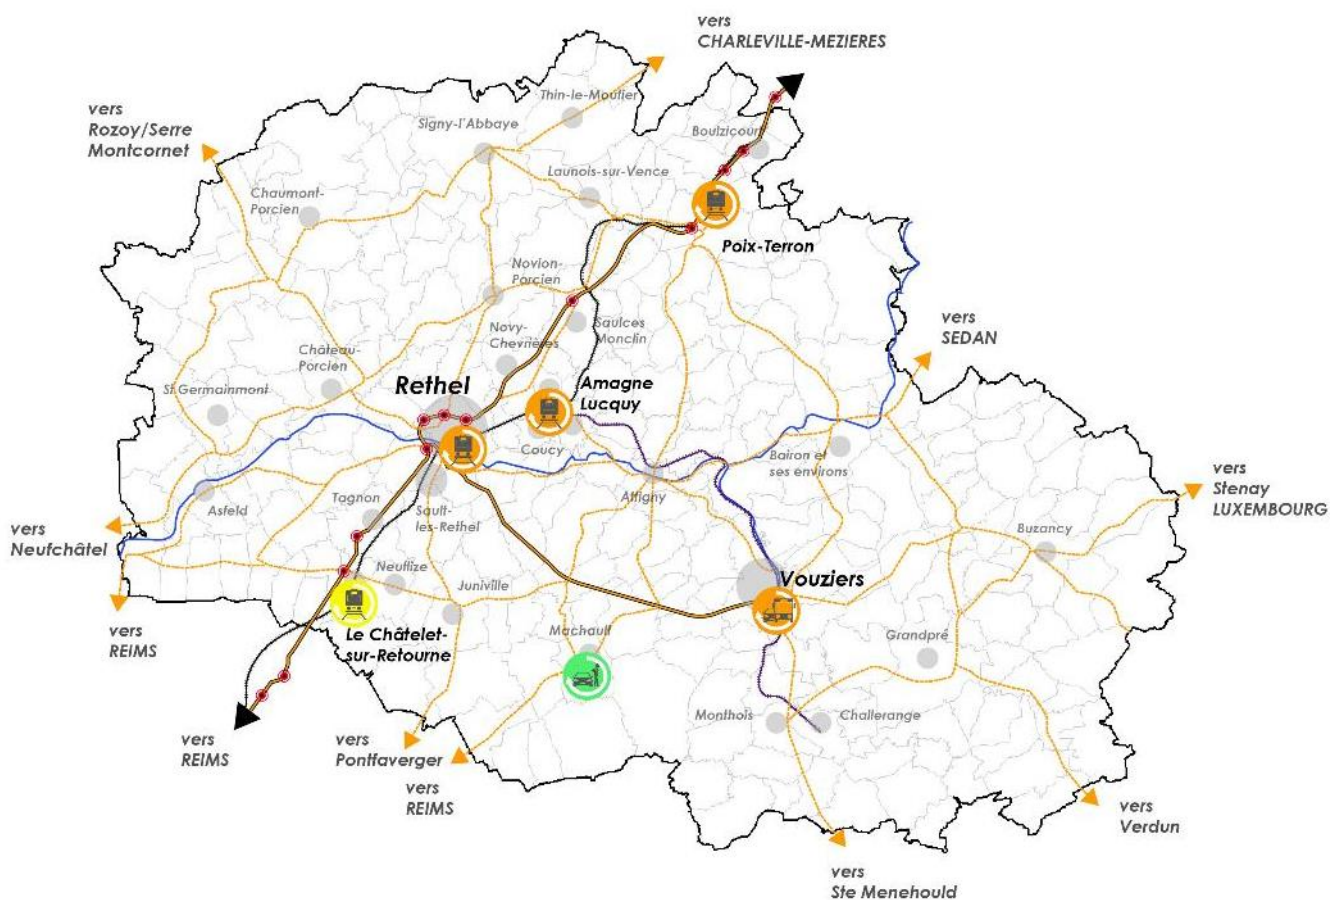 vers
CHARLEVILLE-MEZIERES
vers
Rozoy/Serre
Montcornet
Thin-le-Moutier
Signy-l'Abbaye
Boulzicourt
Launois-sur-Vence
Chaumont-
Porcien
Poix-Terron
Novion-
Porcien
vers
SEDAN
Saulces
Monclin
Novy-
Chevrières
Château-
Porcien
Rethel
Amagne
Lucquy
St Germainmont
Coucy
Bairon et
ses environs
Attigny
vers
Stenay
LUXEMBOURG
Asfeld
Tagnon
Sault-
les-Rethel
vers
Neufchâtel
Buzancy
Neuflize
Juniville
Vouziers
vers
REIMS
Le Châtelet-
sur-Retourne
Machault
Grandpré
Monthois
Challerange
vers
REIMS
vers
Pontfaverger
vers
REIMS
vers
Verdun
vers
Ste Menehould